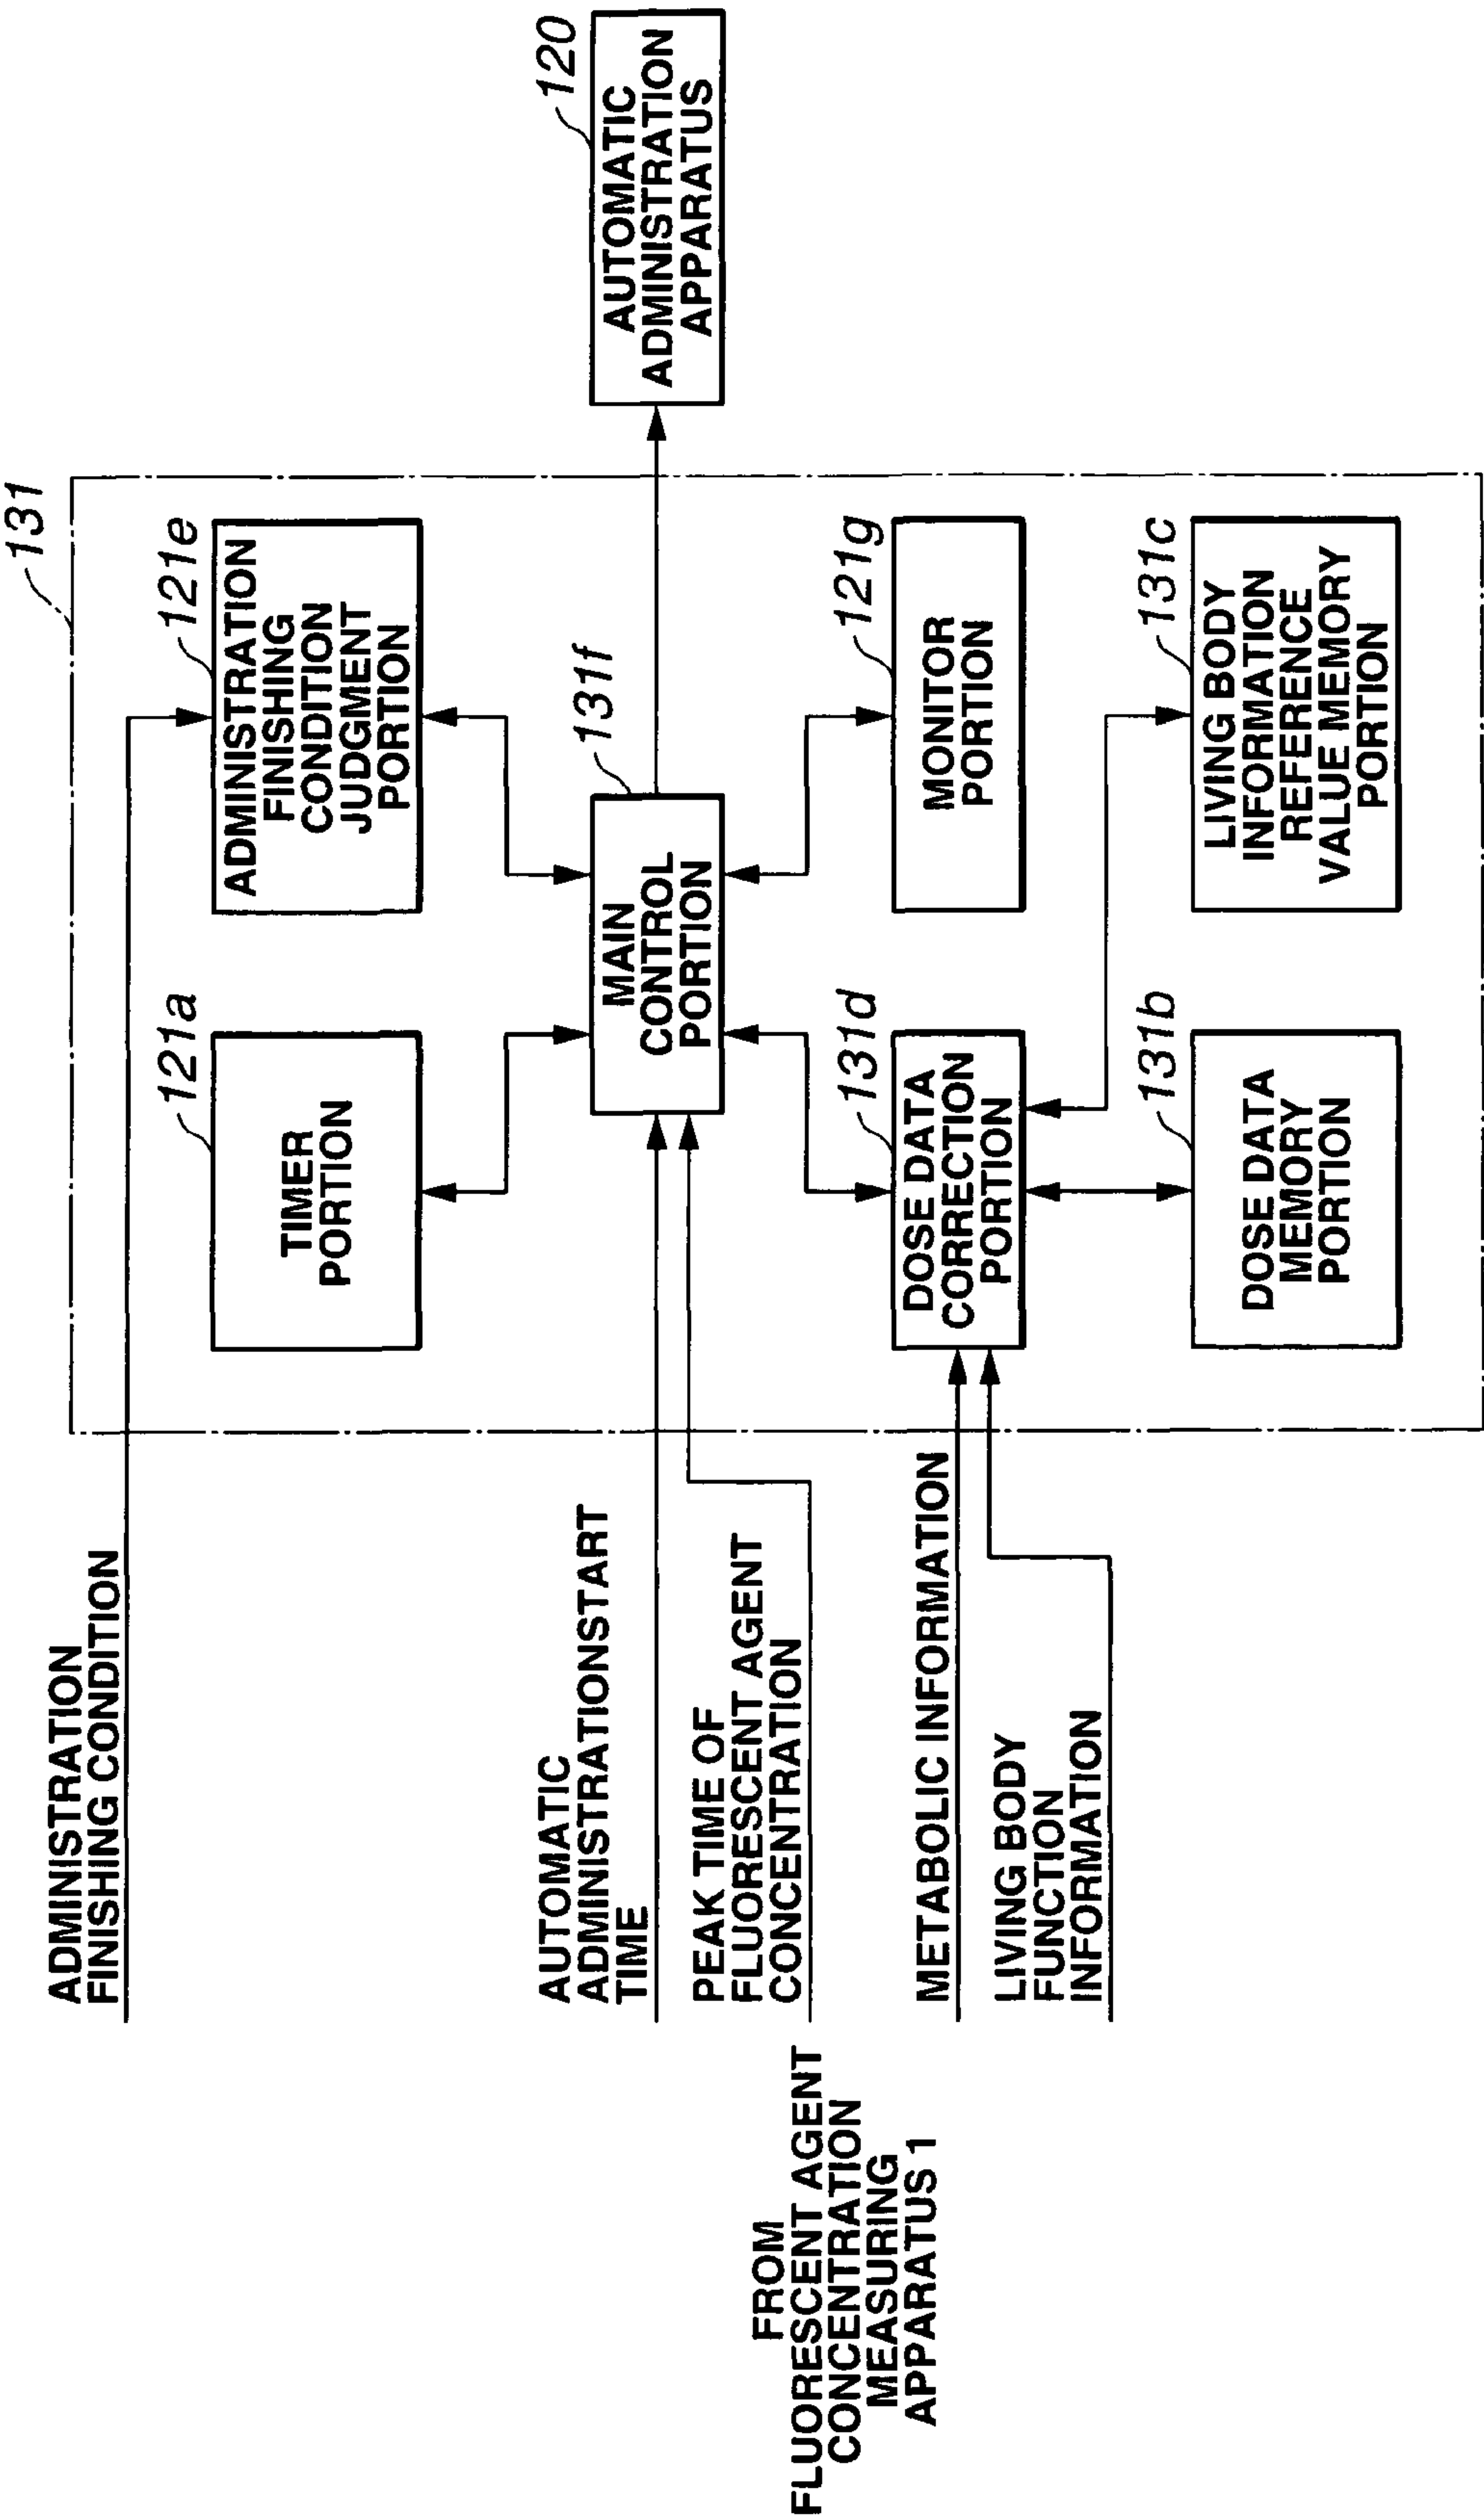 131
121a
TIMER
PORTION
121e
ADMINISTRATION
FINISHING
CONDITION
JUDGMENT
PORTION
120
AUTOMATIC
ADMINISTRATION
APPARATUS
ADMINISTRATION
FINISHING CONDITION
131f
MAIN
CONTROL
PORTION
AUTOMATIC
ADMINISTRATIONSTART
TIME
PEAK TIME OF
FLUORESCENT AGENT
CONCENTRATION
FROM
FLUORESCENT AGENT
CONCENTRATION
MEASURING
APPARATUS 1
METABOLIC INFORMATION
LIVING BODY
FUNCTION
INFORMATION
131d
DOSE DATA
CORRECTION
PORTION
121g
MONITOR
PORTION
131b
DOSE DATA
MEMORY
PORTION
131c
LIVING BODY
INFORMATION
REFERENCE
VALUE MEMORY
PORTION